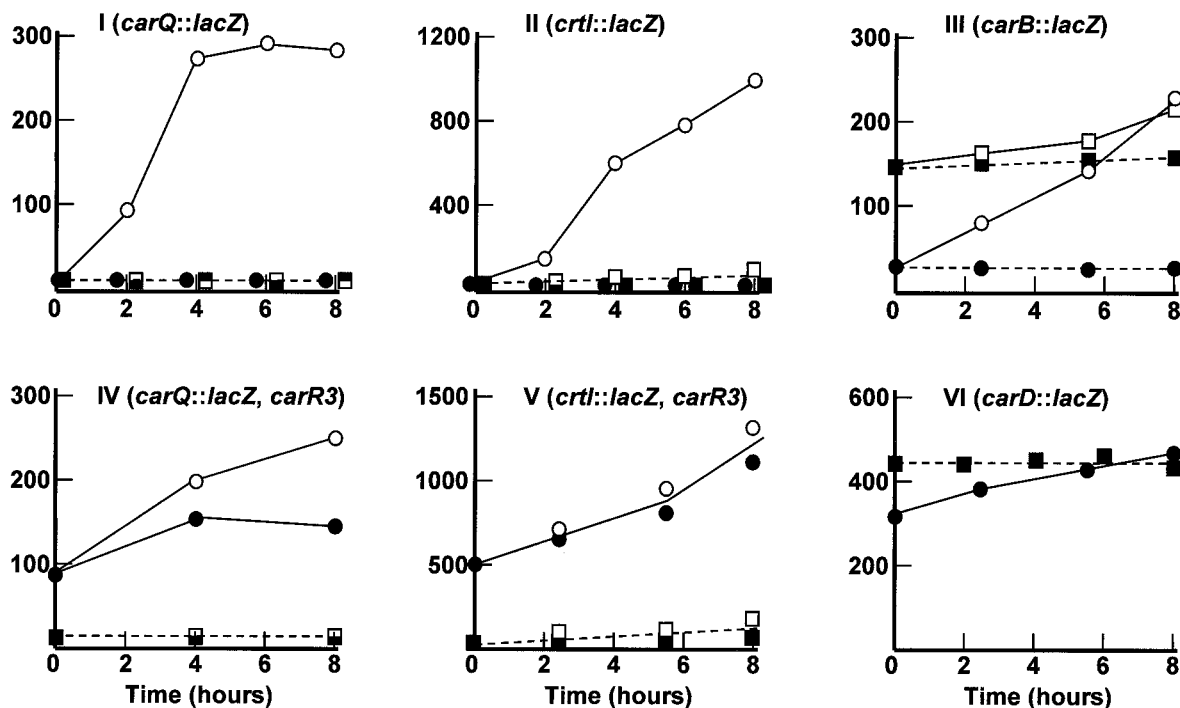 I (carQ::lacZ)
300
200
100
0 2 4 6 8
II (crtI::lacZ)
1200
800
400
0 2 4 6 8
III (carB::lacZ)
300
200
100
0 2 4 6 8
IV (carQ::lacZ, carR3)
300
200
100
0 2 4 6 8
Time (hours)
V (crtI::lacZ, carR3)
1500
1000
500
0 2 4 6 8
Time (hours)
VI (carD::lacZ)
600
400
200
0 2 4 6 8
Time (hours)